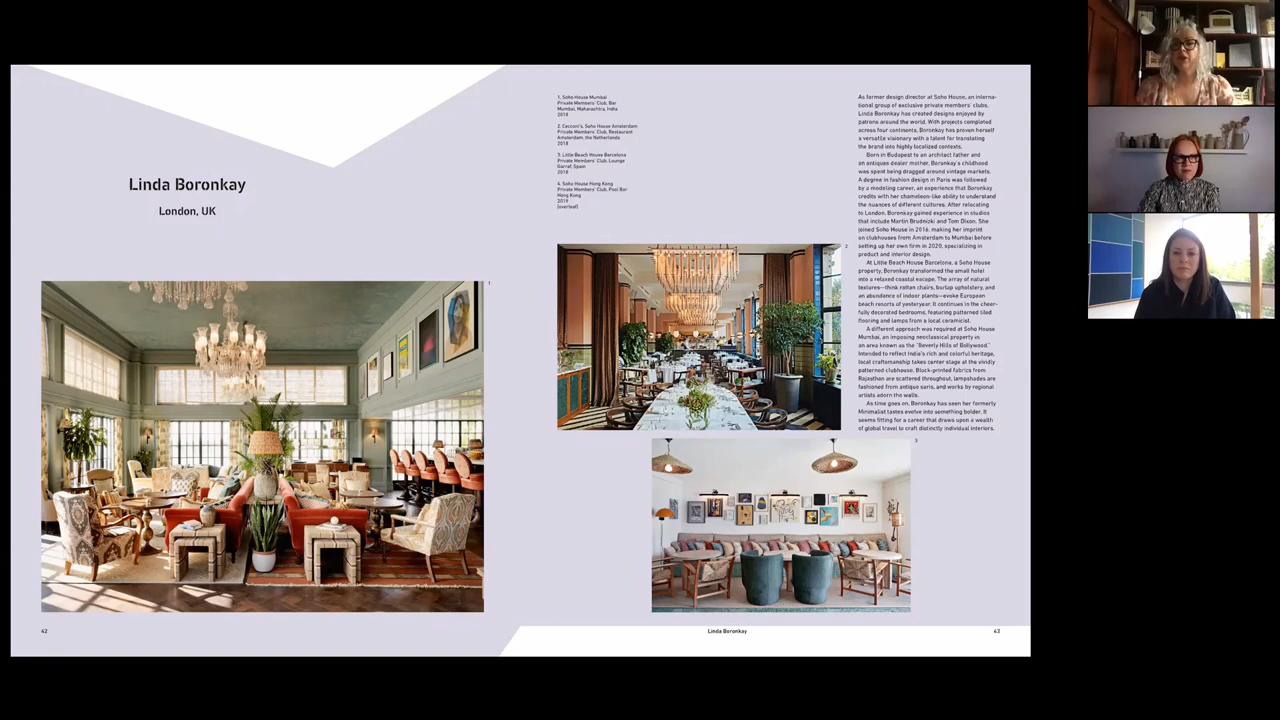 Linda Boronkay
London, UK
1
42
1. Soho House Mumbai
Private Members' Club, Bar
Mumbai, Maharashtra, India
2018
2. Cecconi's, Soho House Amsterdam
Private Members' Club, Restaurant
Amsterdam, the Netherlands
2018
3. Little Beach House Barcelona
Private Members' Club, Lounge
Garraf, Spain
2018
4. Soho House Hong Kong
Private Members' Club, Pool Bar
Hong Kong
2019
[overleaf]
2
3
As former design director at Soho House, an interna-
tional group of exclusive private members' clubs,
Linda Boronkay has created designs enjoyed by
patrons around the world. With projects completed
across four continents, Boronkay has proven herself
a versatile visionary with a talent for translating
the brand into highly localized contexts.
Born in Budapest to an architect father and
an antiques dealer mother, Boronkay's childhood
was spent being dragged around vintage markets.
A degree in fashion design in Paris was followed
by a modeling career, an experience that Boronkay
credits with her chameleon-like ability to understand
the nuances of different cultures. After relocating
to London, Boronkay gained experience in studios
that include Martin Brudnizki and Tom Dixon. She
joined Soho House in 2016, making her imprint
on clubhouses from Amsterdam to Mumbai before
setting up her own firm in 2020, specializing in
product and interior design.
At Little Beach House Barcelona, a Soho House
property, Boronkay transformed the small hotel
into a relaxed coastal escape. The array of natural
textures—think rattan chairs, burlap upholstery, and
an abundance of indoor plants—evoke European
beach resorts of yesteryear. It continues in the cheer-
fully decorated bedrooms, featuring patterned tiled
flooring and lamps from a local ceramicist.
A different approach was required at Soho House
Mumbai, an imposing neoclassical property in
an area known as the "Beverly Hills of Bollywood."
Intended to reflect India's rich and colorful heritage,
local craftsmanship takes center stage at the vividly
patterned clubhouse. Block-printed fabrics from
Rajasthan are scattered throughout, lampshades are
fashioned from antique saris, and works by regional
artists adorn the walls.
As time goes on, Boronkay has seen her formerly
Minimalist tastes evolve into something bolder. It
seems fitting for a career that draws upon a wealth
of global travel to craft distinctly individual interiors.
Linda Boronkay
43